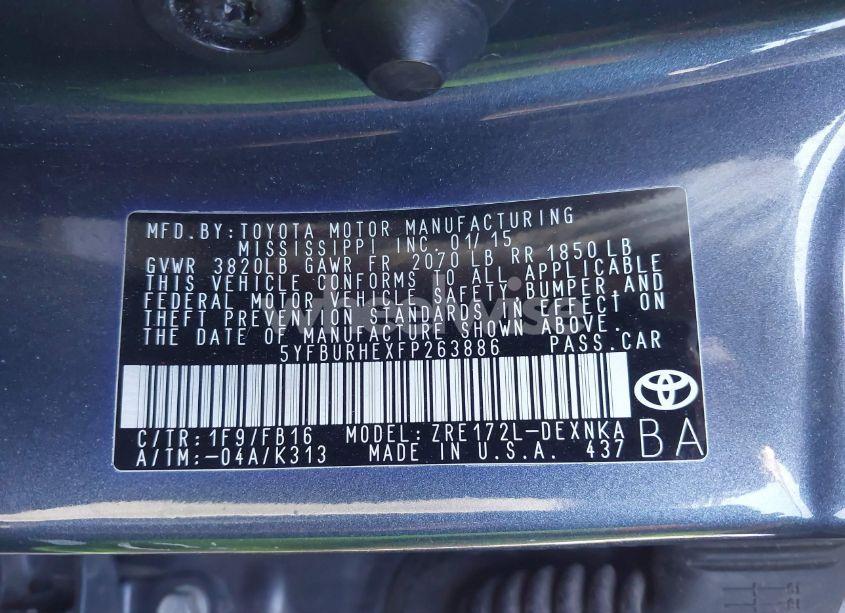 MFD.BY:TOYOTA MOTOR MANUFACTURING
MISSISSIPPI INC. 01/15
GVWR 3820LB GAWR FR 2070 LB RR 1850 LB
THIS VEHICLE CONFORMS TO ALL APPLICABLE
FEDERAL MOTOR VEHICLE SAFETY, BUMPER, AND
THEFT PREVENTION STANDARDS IN EFFECT ON
THE DATE OF MANUFACTURE SHOWN ABOVE.
5YFBURHEXFP263886 PASS.CAR
C/TR:1F9/FB16 MODEL:ZRE172L-DEXNKA
A/TM:-04A/K313 MADE IN U.S.A. 437
BA